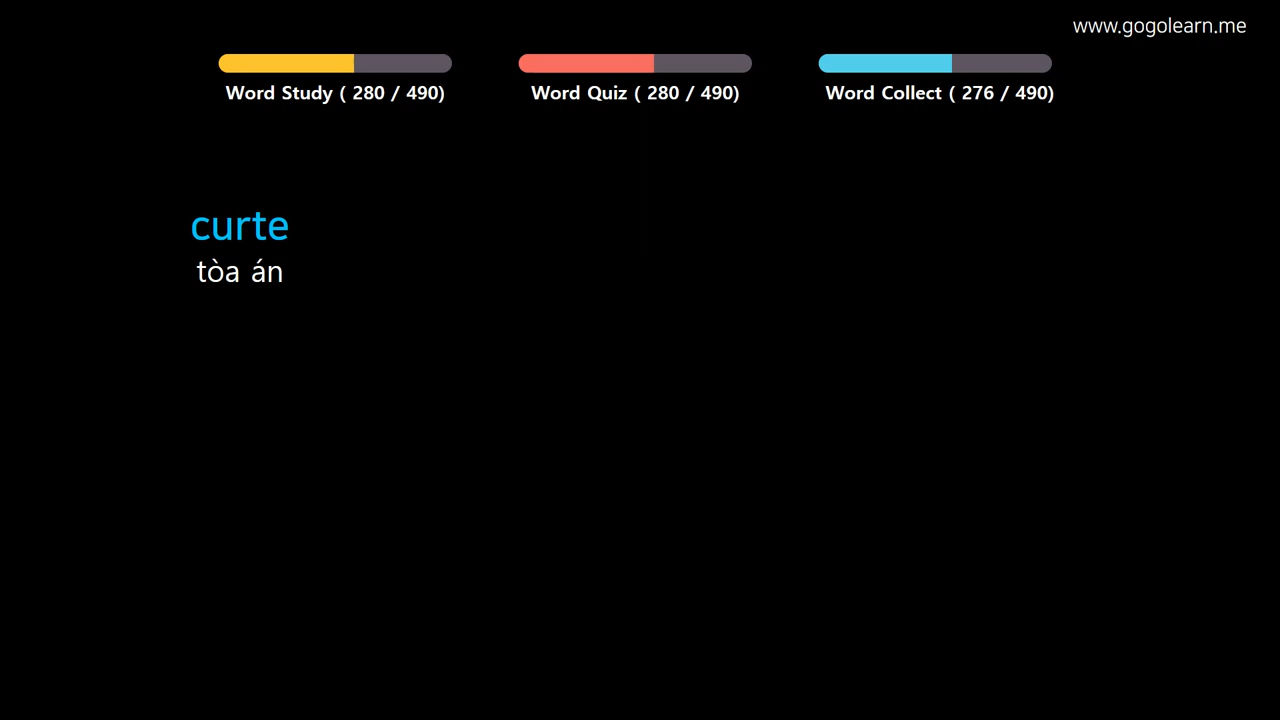 www.gogolearn.me
Word Study ( 280 / 490)
Word Quiz ( 280 / 490)
Word Collect ( 276 / 490)
curte
tòa án